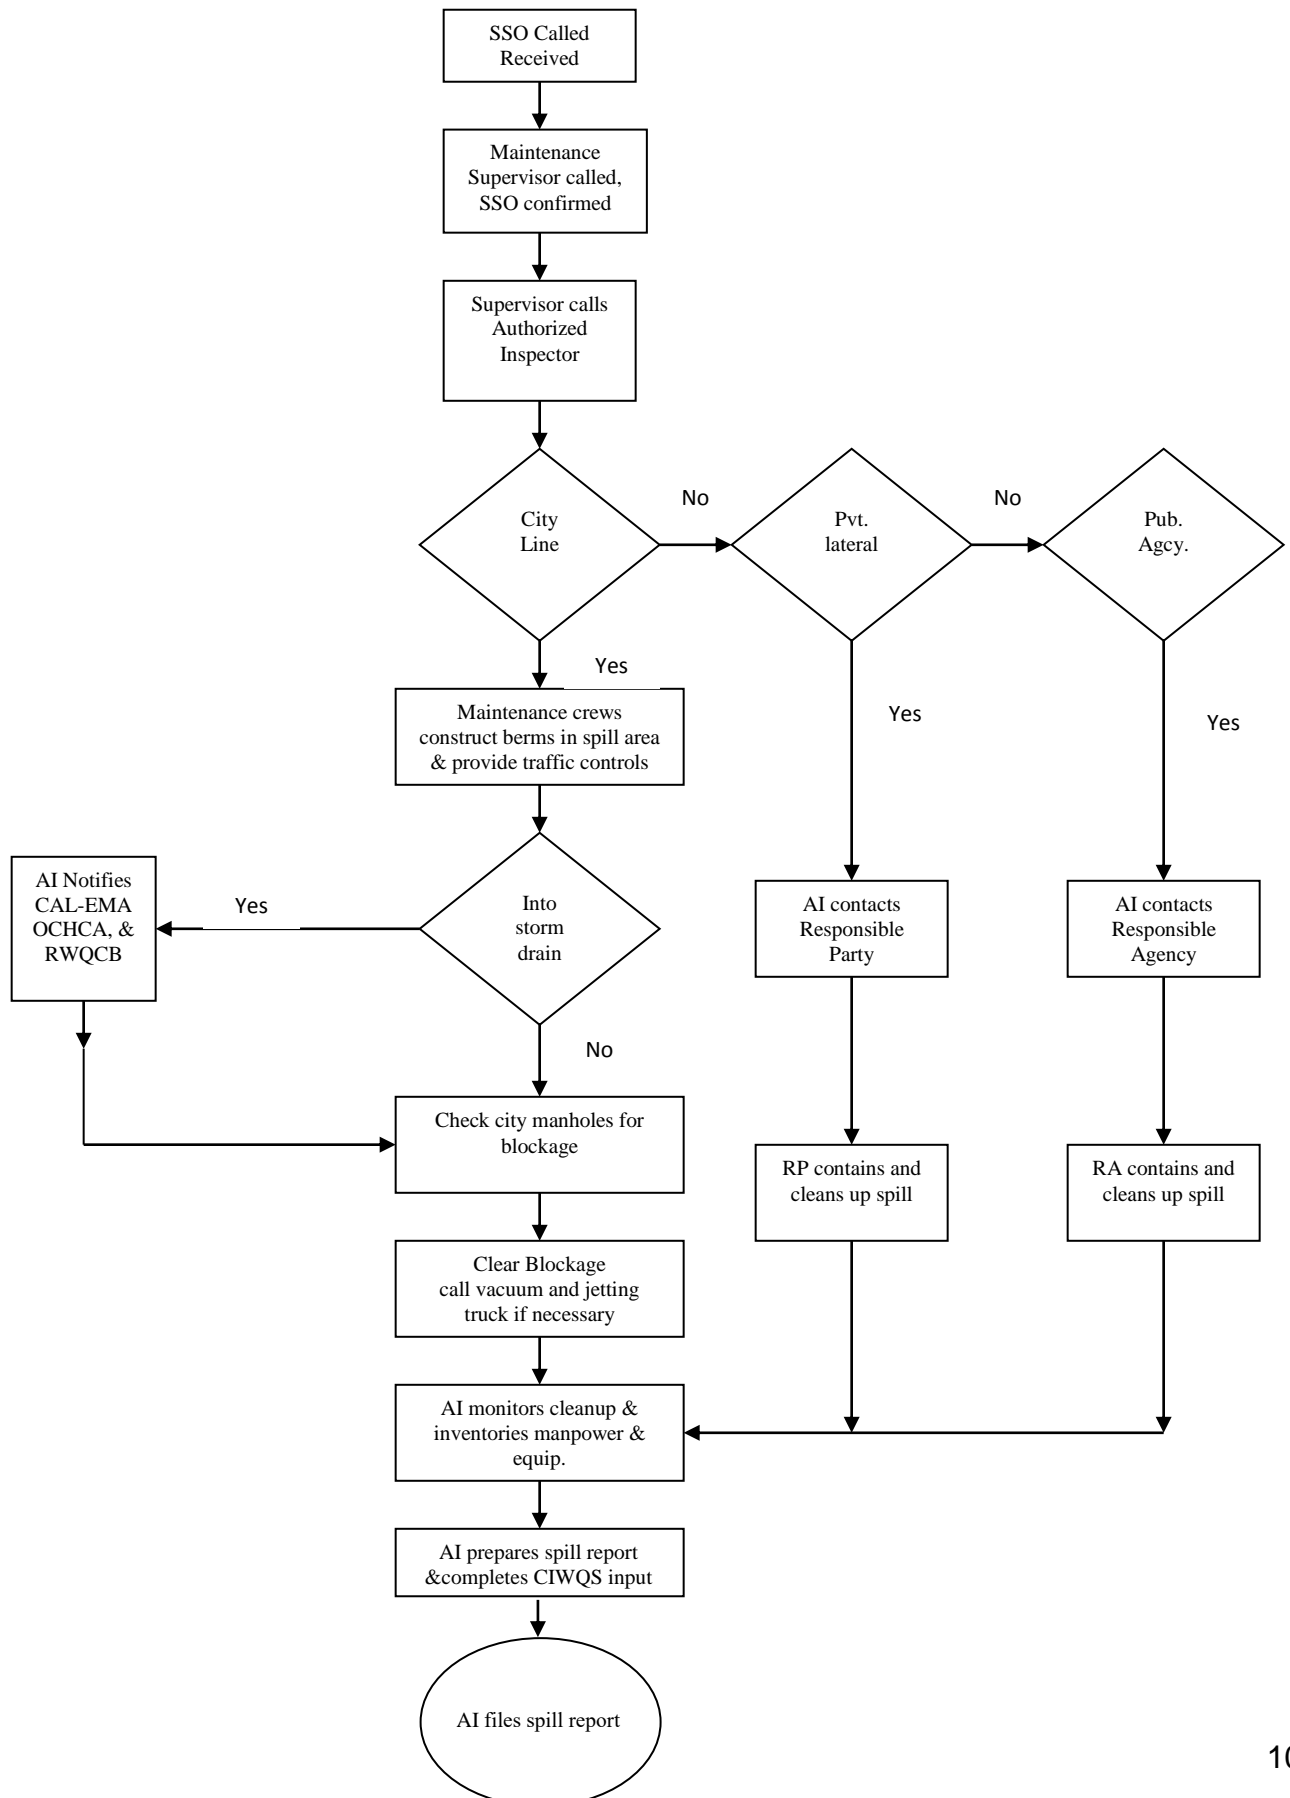 SSO Called
Received
Maintenance
Supervisor called,
SSO confirmed
Supervisor calls
Authorized
Inspector
City
Line
No
Pvt.
lateral
No
Pub.
Agcy.
Yes
Maintenance crews
construct berms in spill area
& provide traffic controls
Yes
Yes
Into
storm
drain
Yes
AI Notifies
CAL-EMA
OCHCA, &
RWQCB
No
AI contacts
Responsible
Party
AI contacts
Responsible
Agency
Check city manholes for
blockage
RP contains and
cleans up spill
RA contains and
cleans up spill
Clear Blockage
call vacuum and jetting
truck if necessary
AI monitors cleanup &
inventories manpower &
equip.
AI prepares spill report
&completes CIWQS input
AI files spill report